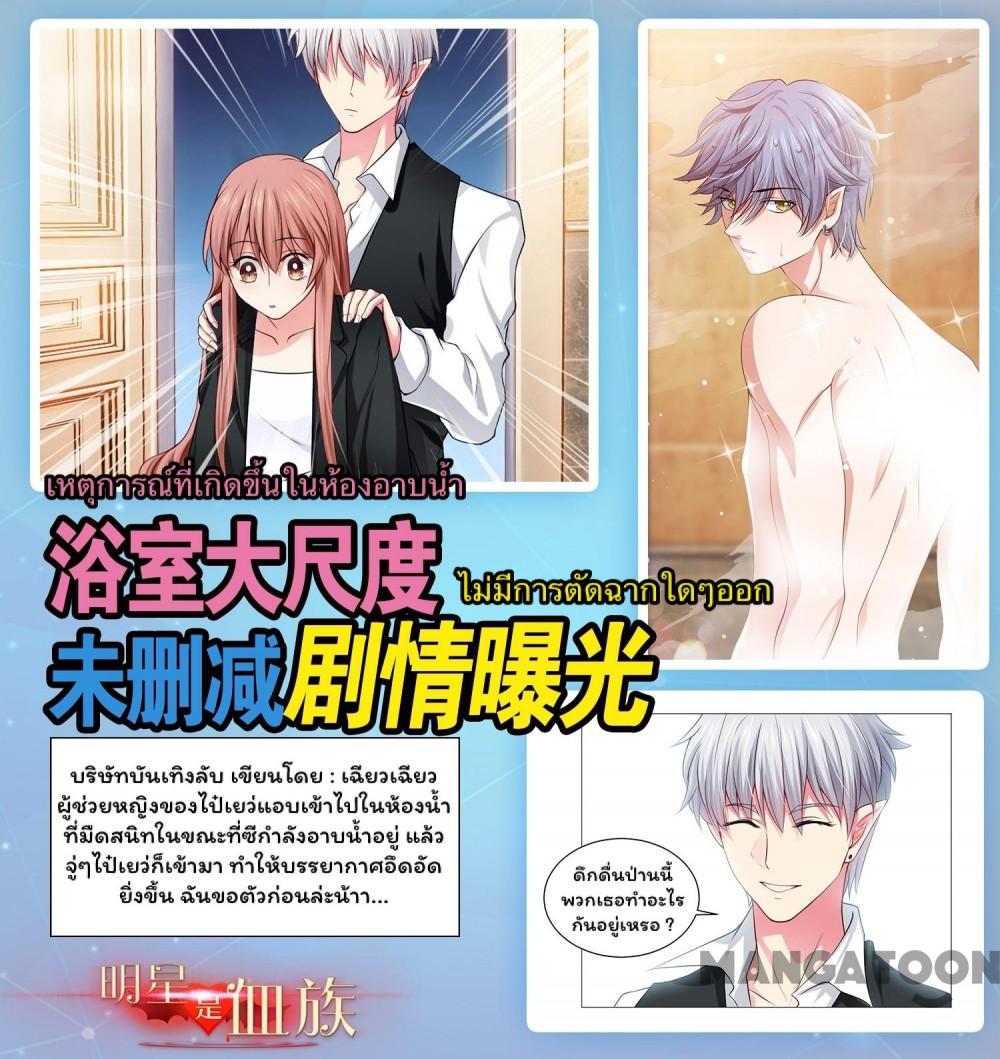 เหตุการณ์ที่เกิดขึ้นในห้องอาบน้ำ
浴室大尺度
ไม่มีการตัดฉากใดๆออก
未删减剧情曝光
บริษัทบันเทิงลับ เขียนโดย : เฉียวเฉียว
ผู้ช่วยหญิงของไป๋เยว่แอบเข้าไปในห้องน้ำ
ที่มืดสนิทในขณะที่ซีกำลังอาบน้ำอยู่ แล้ว
จู่ๆไป๋เยว่ก็เข้ามา ทำให้บรรยากาศอึดอัด
ยิ่งขึ้น ฉันขอตัวก่อนล่ะน้าา...
ดึกดื่นป่านนี้
พวกเธอทำอะไร
กันอยู่เหรอ ?
MANGATOON
明星是血族